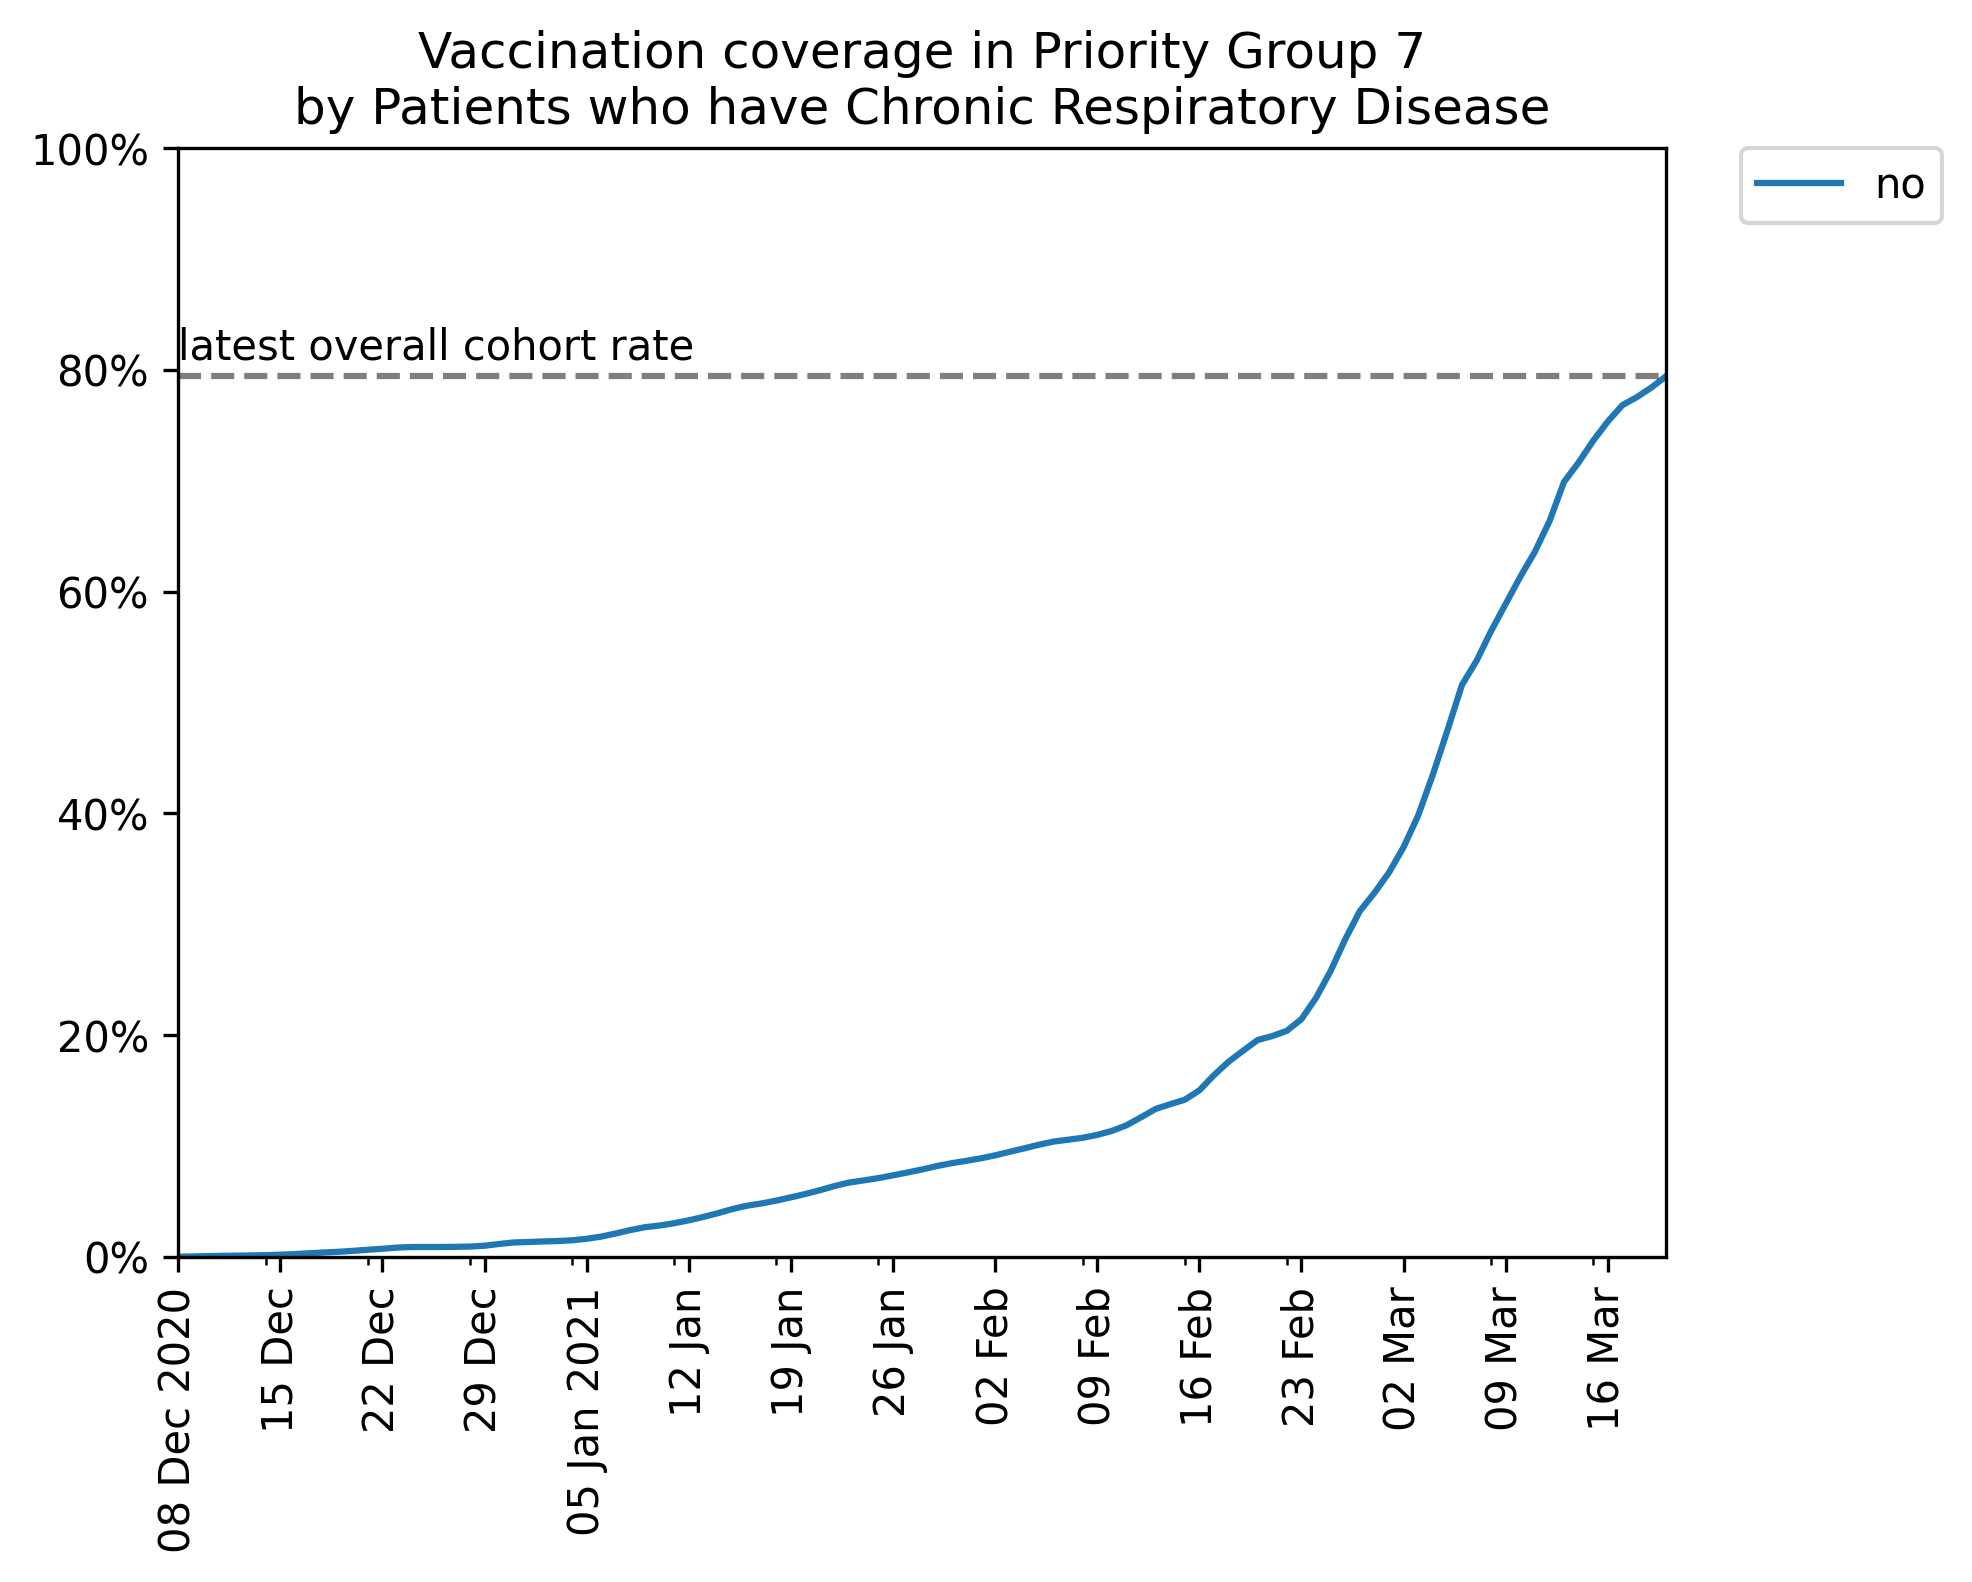 Vaccination coverage in Priority Group 7
by Patients who have Chronic Respiratory Disease
100%
80%
60%
40%
20%
0%
latest overall cohort rate
no
08 Dec 2020
15 Dec
22 Dec
29 Dec
05 Jan 2021
12 Jan
19 Jan
26 Jan
02 Feb
09 Feb
16 Feb
23 Feb
02 Mar
09 Mar
16 Mar